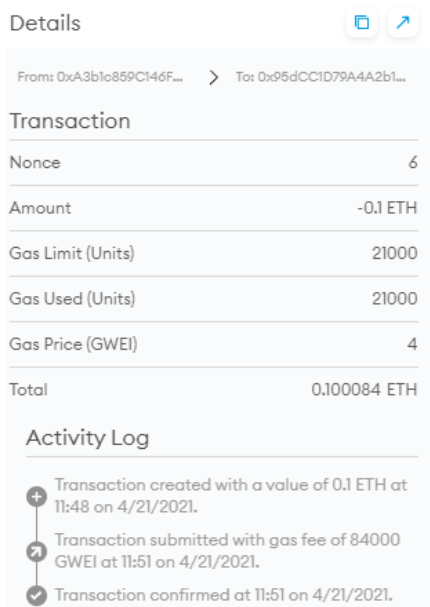 Details
From: 0xA3b1c859C146F... > To: 0x95dCC1D79A4A2b1...
Transaction
Nonce 6
Amount -0.1 ETH
Gas Limit (Units) 21000
Gas Used (Units) 21000
Gas Price (GWEI) 4
Total 0.100084 ETH
Activity Log
Transaction created with a value of 0.1 ETH at
11:48 on 4/21/2021.
Transaction submitted with gas fee of 84000
GWEI at 11:51 on 4/21/2021.
Transaction confirmed at 11:51 on 4/21/2021.